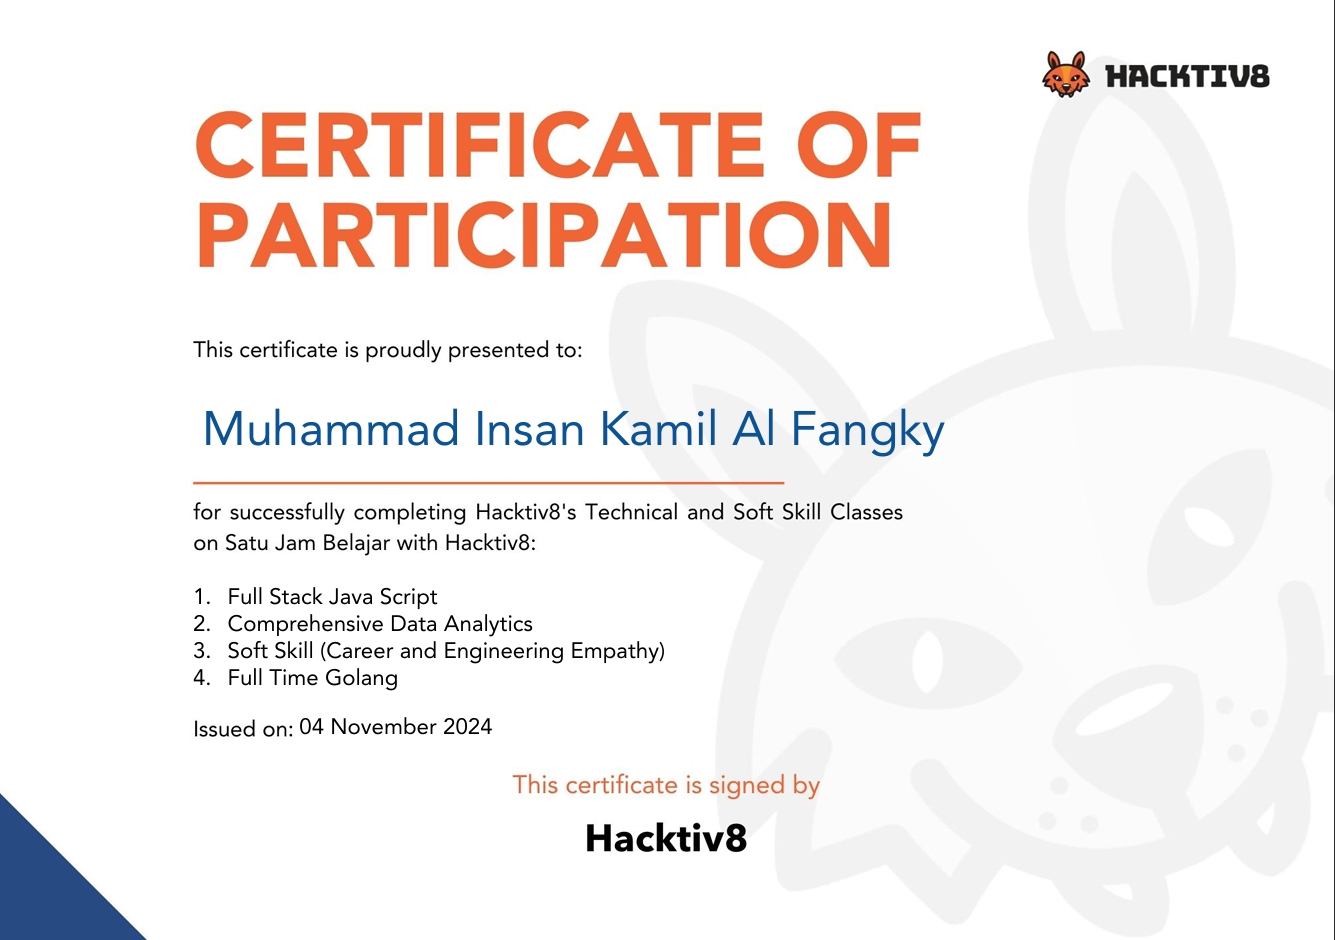 HACKTIV8
CERTIFICATE OF
PARTICIPATION
This certificate is proudly presented to:
Muhammad Insan Kamil Al Fangky
for successfully completing Hacktiv8's Technical and Soft Skill Classes
on Satu Jam Belajar with Hacktiv8:
1. Full Stack Java Script
2. Comprehensive Data Analytics
3. Soft Skill (Career and Engineering Empathy)
4. Full Time Golang
Issued on: 04 November 2024
This certificate is signed by
Hacktiv8